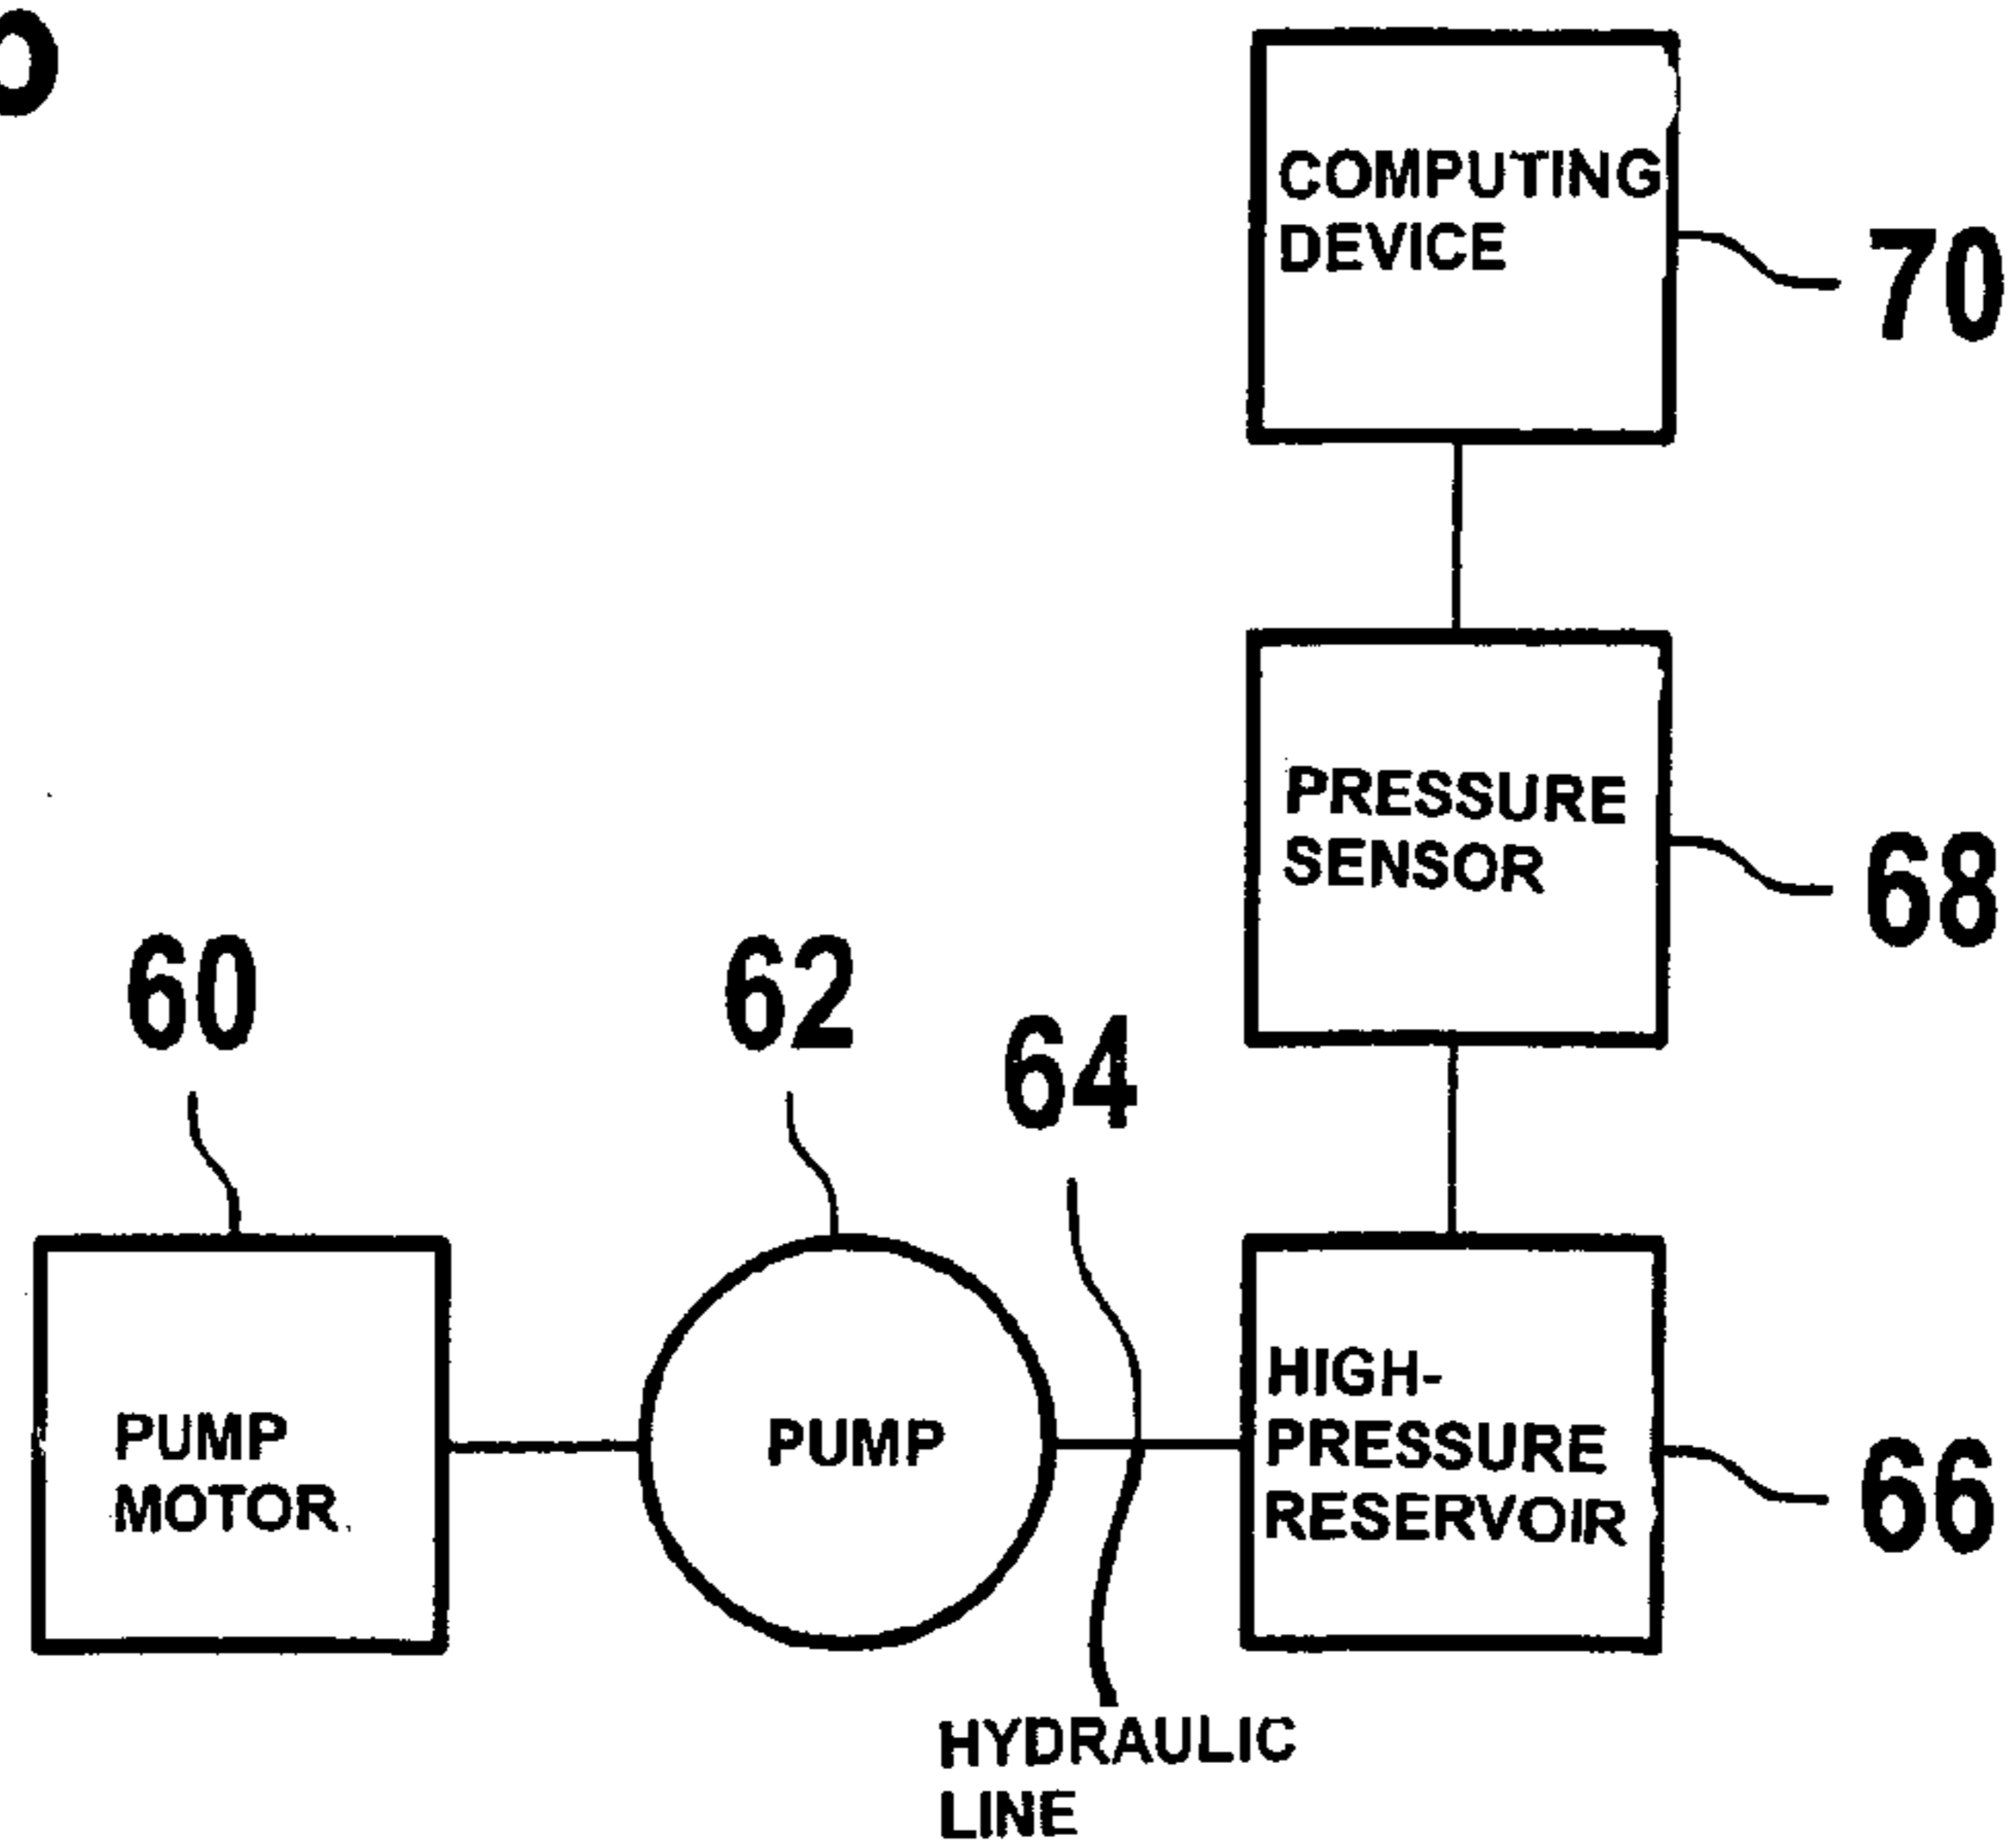 COMPUTING
DEVICE
70
PRESSURE
SENSOR
68
60
62
64
PUMP
MOTOR
PUMP
HIGH-
PRESSURE
RESERVOIR
66
HYDRAULIC
LINE